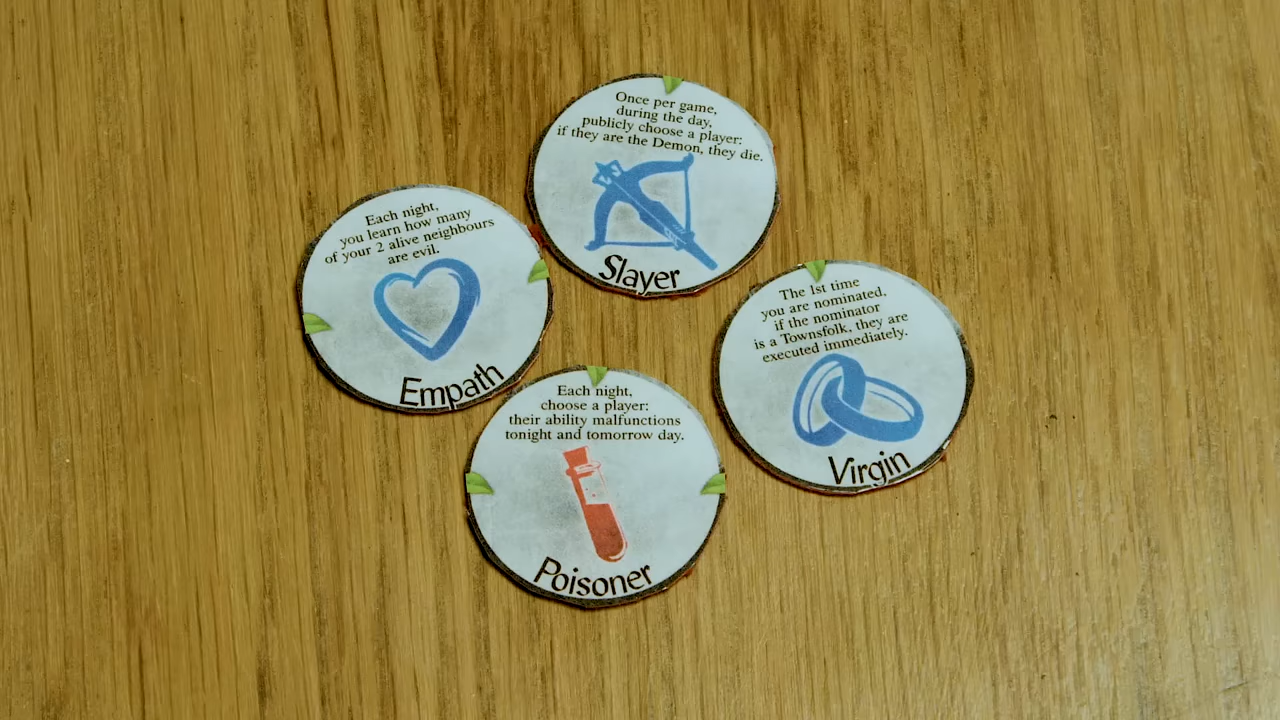 Once per game,
during the day,
publicly choose a player:
if they are the Demon, they die.
Slayer
Each night,
you learn how many
of your 2 alive neighbours
are evil.
Empath
The 1st time
you are nominated,
if the nominator
is a Townsfolk, they are
executed immediately.
Virgin
Each night,
choose a player:
their ability malfunctions
tonight and tomorrow day.
Poisoner